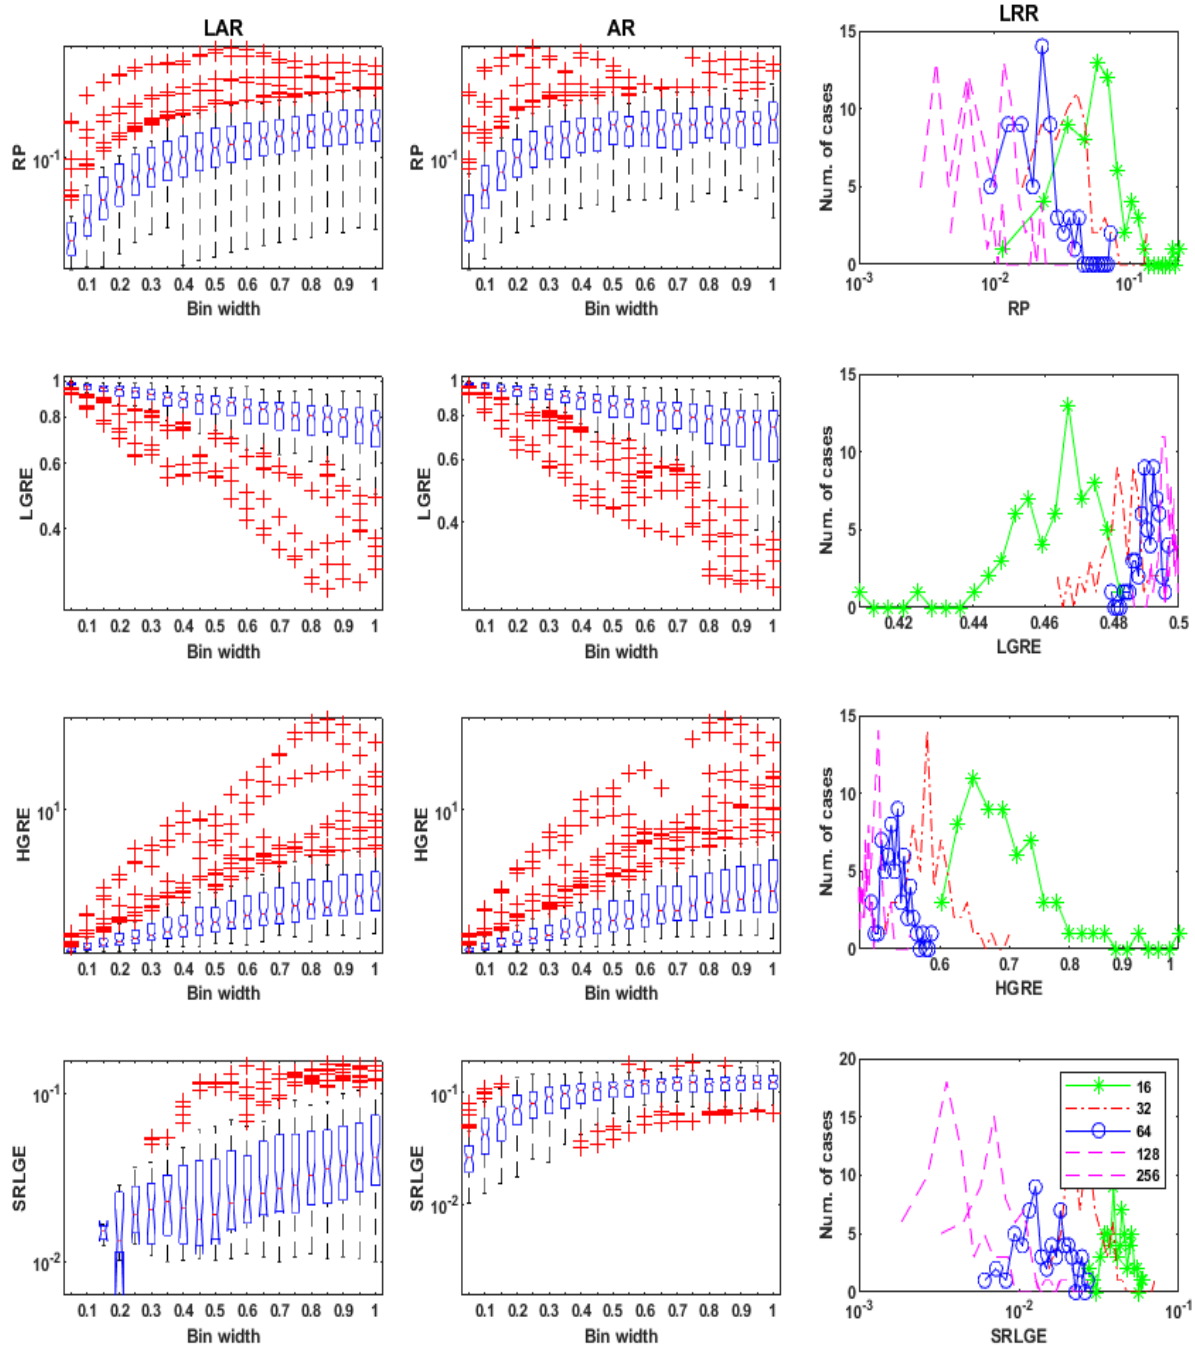 LAR AR LRR
RP
10^-1
0.1 0.2 0.3 0.4 0.5 0.6 0.7 0.8 0.9 1
Bin width
RP
10^-1
0.1 0.2 0.3 0.4 0.5 0.6 0.7 0.8 0.9 1
Bin width
Num. of cases
15
10
5
0
10^-3 10^-2 10^-1
RP
LGRE
1
0.8
0.6
0.4
0.1 0.2 0.3 0.4 0.5 0.6 0.7 0.8 0.9 1
Bin width
LGRE
1
0.8
0.6
0.4
0.1 0.2 0.3 0.4 0.5 0.6 0.7 0.8 0.9 1
Bin width
Num. of cases
15
10
5
0
0.42 0.44 0.46 0.48 0.5
LGRE
HGRE
10^1
0.1 0.2 0.3 0.4 0.5 0.6 0.7 0.8 0.9 1
Bin width
HGRE
10^1
0.1 0.2 0.3 0.4 0.5 0.6 0.7 0.8 0.9 1
Bin width
Num. of cases
15
10
5
0
0.6 0.7 0.8 0.9 1
HGRE
SRLGE
10^-1
10^-2
0.1 0.2 0.3 0.4 0.5 0.6 0.7 0.8 0.9 1
Bin width
SRLGE
10^-1
10^-2
0.1 0.2 0.3 0.4 0.5 0.6 0.7 0.8 0.9 1
Bin width
Num. of cases
20
15
10
5
0
10^-3 10^-2 10^-1
SRLGE
16
32
64
128
256